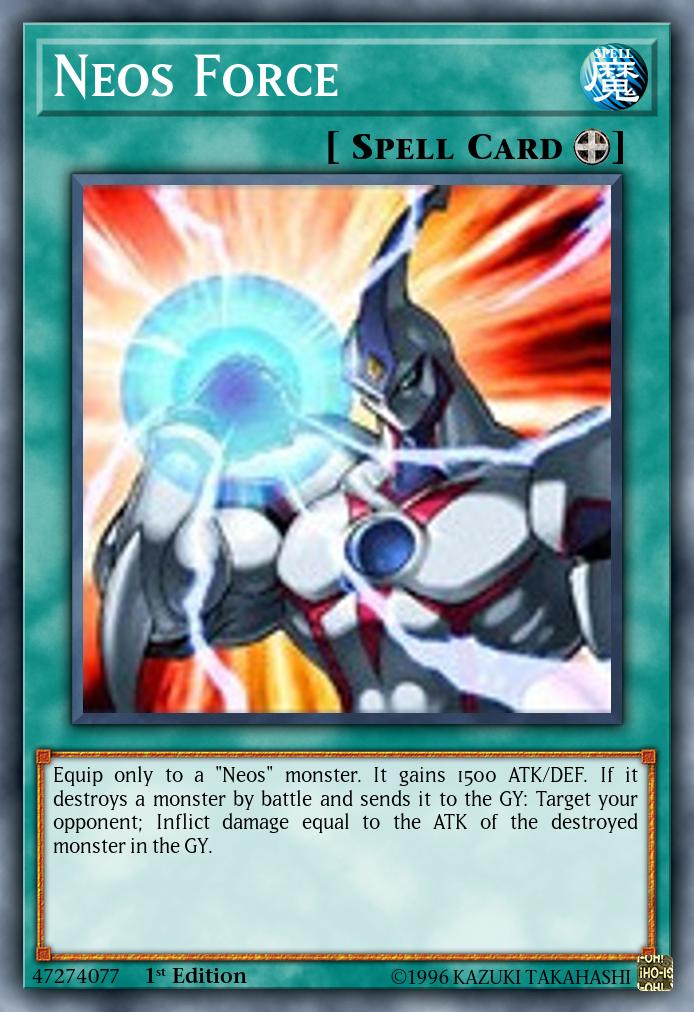 Neos Force
SPELL
魔
[ Spell Card ]
Equip only to a "Neos" monster. It gains 1500 ATK/DEF. If it
destroys a monster by battle and sends it to the GY: Target your
opponent; Inflict damage equal to the ATK of the destroyed
monster in the GY.
47274077 1st Edition ©1996 KAZUKI TAKAHASHI